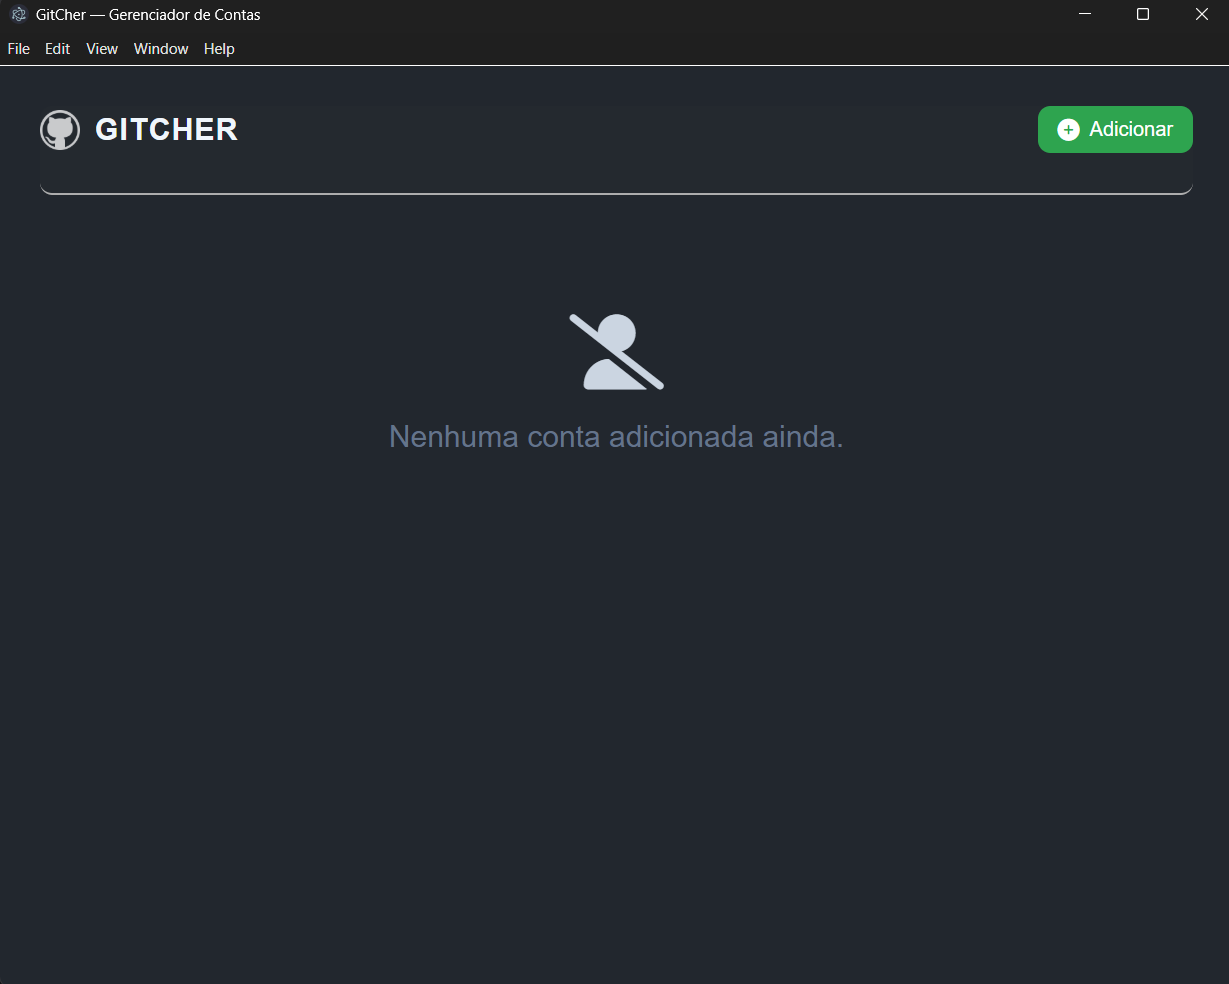 GitCher — Gerenciador de Contas
File Edit View Window Help
GITCHER
Adicionar
Nenhuma conta adicionada ainda.